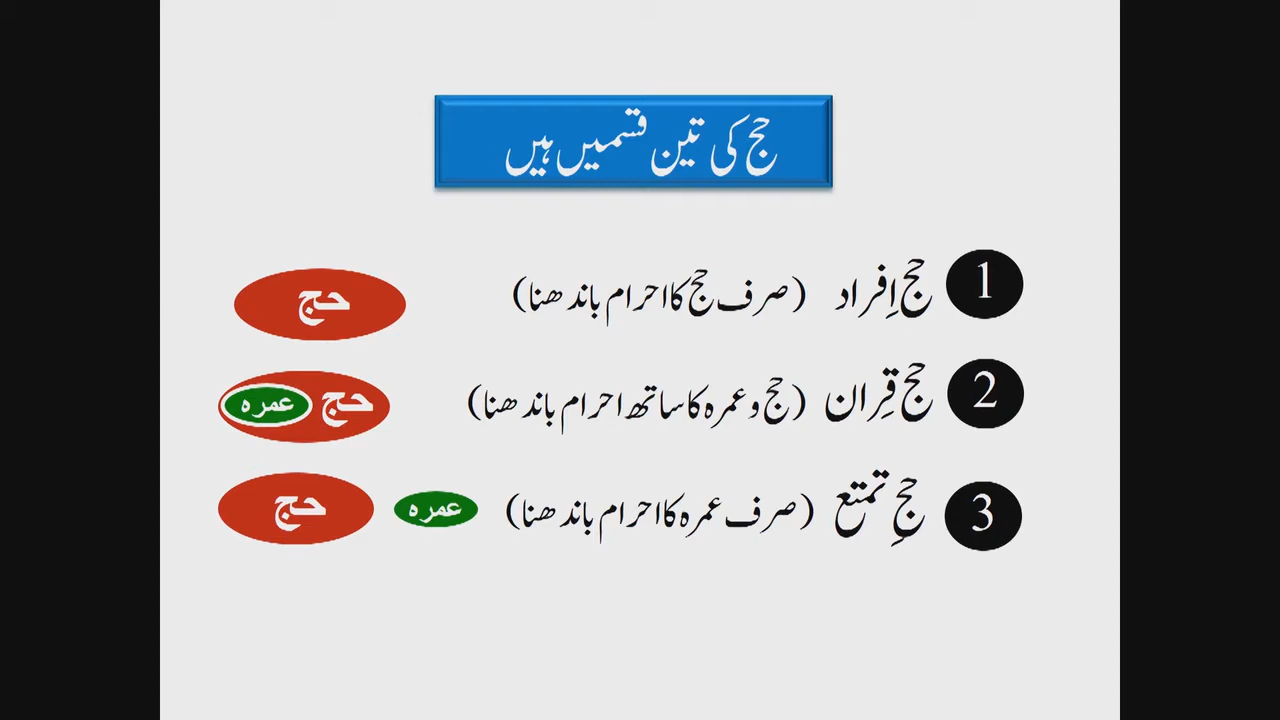 حج کی تین قسمیں ہیں
1 حجِ اِفراد (صرف حج کا احرام باندھنا) حج
2 حجِ قِران (حج و عمرہ کا ساتھ احرام باندھنا) حج عمرہ
3 حجِ تمتع (صرف عمرہ کا احرام باندھنا) عمرہ حج